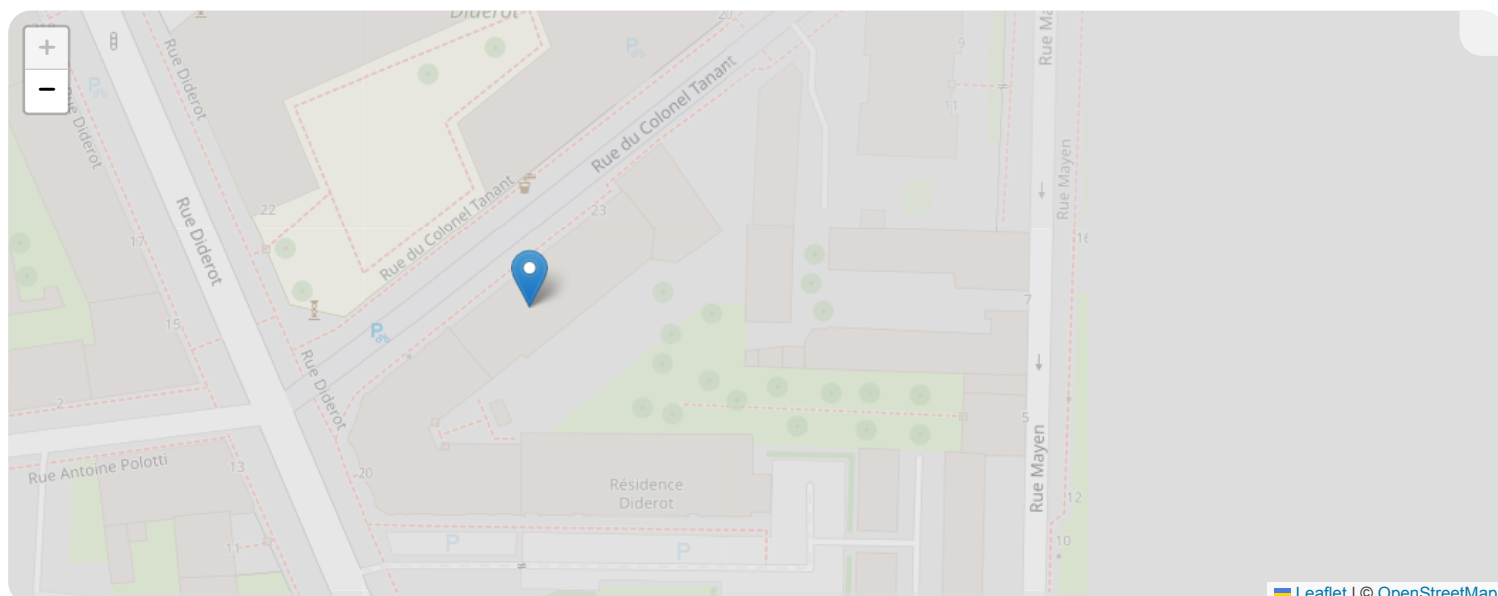 Diderot
20
+
−
Rue Diderot
Rue Diderot
9
11
Rue du Colonel Tanant
Rue Ma
Rue Mayen
22
23
Rue du Colonel Tanant
Rue Diderot
17
16
15
7
P
Rue Diderot
2
5
Rue Mayen
Rue Antoine Polotti
13
20
Résidence
Diderot
12
11
P
P
10
Leaflet | © OpenStreetMap